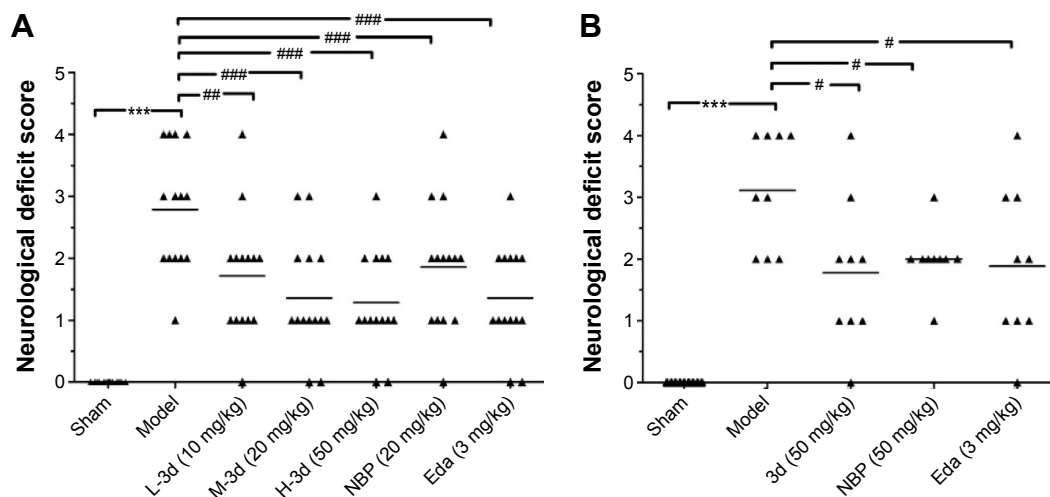 A
###
###
###
###
##
***
Neurological deficit score
5
4
3
2
1
0
Sham
Model
L-3d (10 mg/kg)
M-3d (20 mg/kg)
H-3d (50 mg/kg)
NBP (20 mg/kg)
Eda (3 mg/kg)
B
#
#
#
***
Neurological deficit score
5
4
3
2
1
0
Sham
Model
3d (50 mg/kg)
NBP (50 mg/kg)
Eda (3 mg/kg)